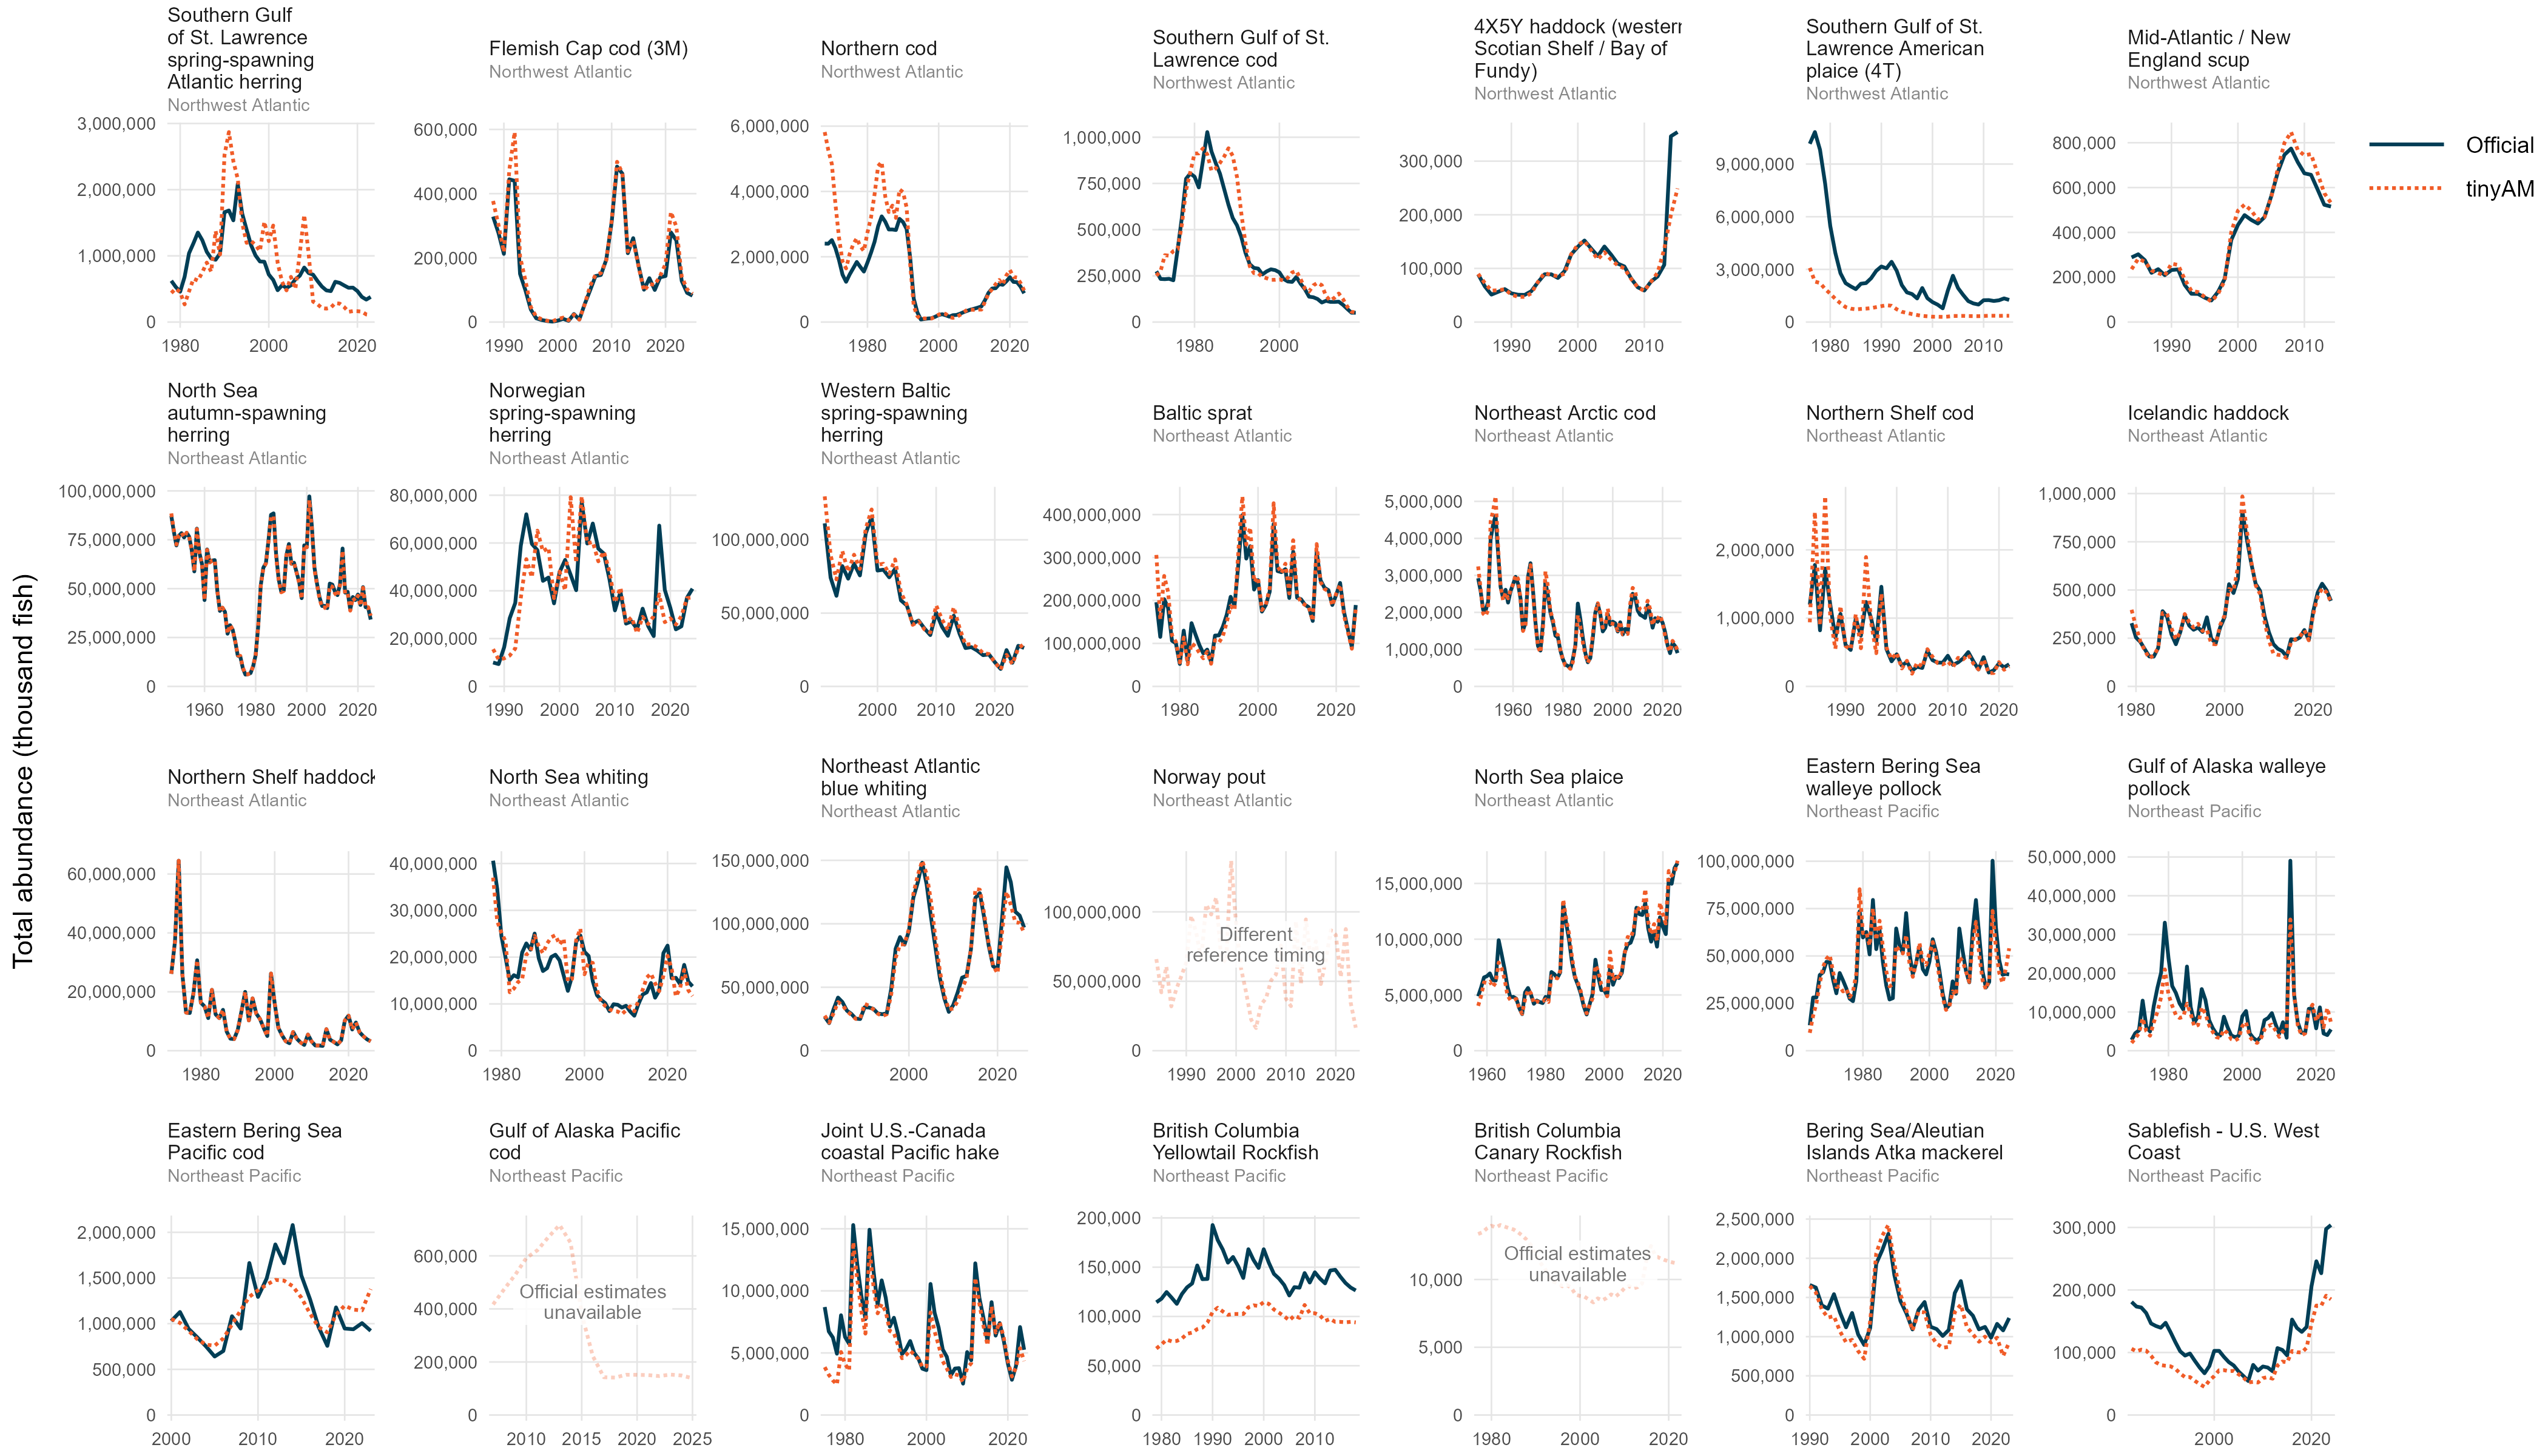 Southern Gulf
of St. Lawrence
spring-spawning
Atlantic herring
Northwest Atlantic
3,000,000
2,000,000
1,000,000
0
1980 2000 2020
Flemish Cap cod (3M)
Northwest Atlantic
600,000
400,000
200,000
0
1990 2000 2010 2020
Northern cod
Northwest Atlantic
6,000,000
4,000,000
2,000,000
0
1980 2000 2020
Southern Gulf of St.
Lawrence cod
Northwest Atlantic
1,000,000
750,000
500,000
250,000
0
1980 2000
4X5Y haddock (western
Scotian Shelf / Bay of
Fundy)
Northwest Atlantic
300,000
200,000
100,000
0
1990 2000 2010
Southern Gulf of St.
Lawrence American
plaice (4T)
Northwest Atlantic
9,000,000
6,000,000
3,000,000
0
1980 1990 2000 2010
Mid-Atlantic / New
England scup
Northwest Atlantic
800,000
600,000
400,000
200,000
0
1990 2000 2010
Official
tinyAM
Total abundance (thousand fish)
North Sea
autumn-spawning
herring
Northeast Atlantic
100,000,000
75,000,000
50,000,000
25,000,000
0
1960 1980 2000 2020
Norwegian
spring-spawning
herring
Northeast Atlantic
80,000,000
60,000,000
40,000,000
20,000,000
0
1990 2000 2010 2020
Western Baltic
spring-spawning
herring
Northeast Atlantic
100,000,000
50,000,000
0
2000 2010 2020
Baltic sprat
Northeast Atlantic
400,000,000
300,000,000
200,000,000
100,000,000
0
1980 2000 2020
Northeast Arctic cod
Northeast Atlantic
5,000,000
4,000,000
3,000,000
2,000,000
1,000,000
0
1960 1980 2000 2020
Northern Shelf cod
Northeast Atlantic
2,000,000
1,000,000
0
1990 2000 2010 2020
Icelandic haddock
Northeast Atlantic
1,000,000
750,000
500,000
250,000
0
1980 2000 2020
Northern Shelf haddock
Northeast Atlantic
60,000,000
40,000,000
20,000,000
0
1980 2000 2020
North Sea whiting
Northeast Atlantic
40,000,000
30,000,000
20,000,000
10,000,000
0
1980 2000 2020
Northeast Atlantic
blue whiting
Northeast Atlantic
150,000,000
100,000,000
50,000,000
0
2000 2020
Norway pout
Northeast Atlantic
100,000,000
50,000,000
0
Different
reference timing
1990 2000 2010 2020
North Sea plaice
Northeast Atlantic
15,000,000
10,000,000
5,000,000
0
1960 1980 2000 2020
Eastern Bering Sea
walleye pollock
Northeast Pacific
100,000,000
75,000,000
50,000,000
25,000,000
0
1980 2000 2020
Gulf of Alaska walleye
pollock
Northeast Pacific
50,000,000
40,000,000
30,000,000
20,000,000
10,000,000
0
1980 2000 2020
Eastern Bering Sea
Pacific cod
Northeast Pacific
2,000,000
1,500,000
1,000,000
500,000
0
2000 2010 2020
Gulf of Alaska Pacific
cod
Northeast Pacific
600,000
400,000
200,000
0
Official estimates
unavailable
2010 2015 2020 2025
Joint U.S.-Canada
coastal Pacific hake
Northeast Pacific
15,000,000
10,000,000
5,000,000
0
1980 2000 2020
British Columbia
Yellowtail Rockfish
Northeast Pacific
200,000
150,000
100,000
50,000
0
1980 1990 2000 2010
British Columbia
Canary Rockfish
Northeast Pacific
10,000
5,000
0
Official estimates
unavailable
1980 2000 2020
Bering Sea/Aleutian
Islands Atka mackerel
Northeast Pacific
2,500,000
2,000,000
1,500,000
1,000,000
500,000
0
1990 2000 2010 2020
Sablefish - U.S. West
Coast
Northeast Pacific
300,000
200,000
100,000
0
2000 2020